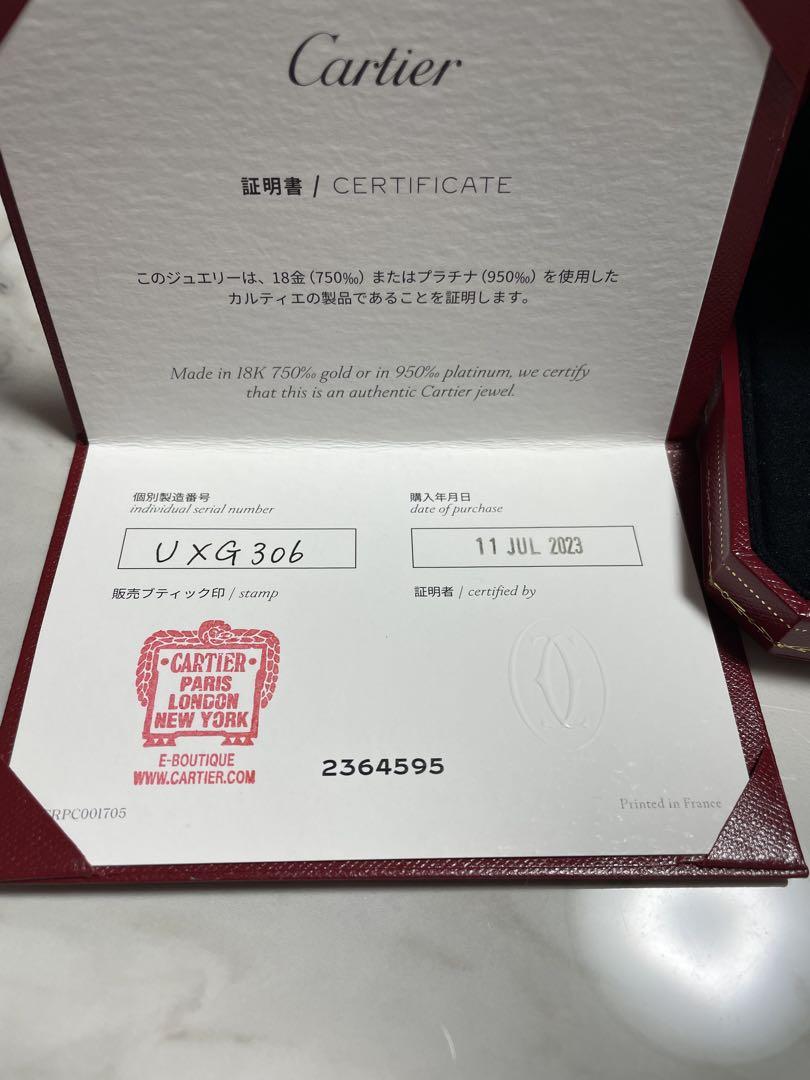 Cartier
証明書 / CERTIFICATE
このジュエリーは、18金(750‰)またはプラチナ(950‰)を使用した
カルティエの製品であることを証明します。
Made in 18K 750‰ gold or in 950‰ platinum, we certify
that this is an authentic Cartier jewel.
個別製造番号
individual serial number
UXG306
購入年月日
date of purchase
11 JUL 2023
販売ブティック印 / stamp
証明者 / certified by
CARTIER
PARIS
LONDON
NEW YORK
E-BOUTIQUE
WWW.CARTIER.COM
2364595
RPC001705
Printed in France